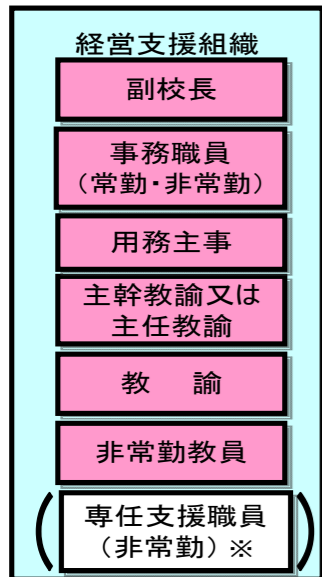 経営支援組織
副校長
事務職員
（常勤・非常勤）
用務主事
主幹教諭又は
主任教諭
教　諭
非常勤教員
専任支援職員
（非常勤）※